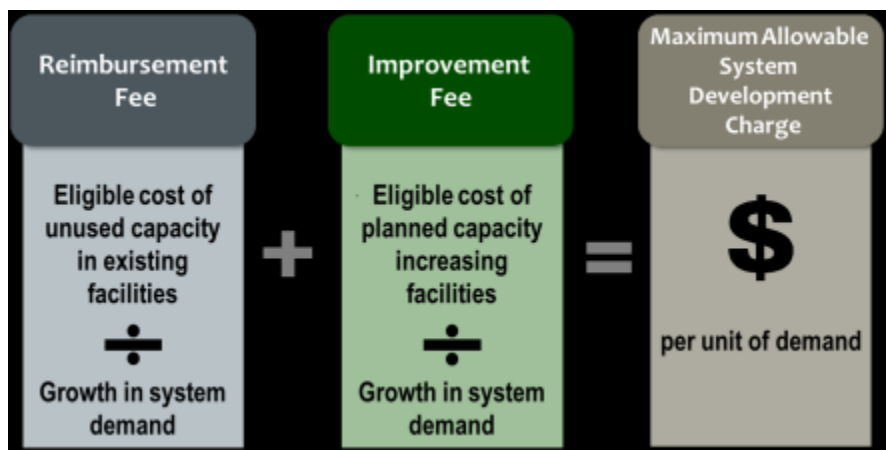 Reimbursement
Fee
Eligible cost of
unused capacity
in existing
facilities
÷
Growth in system
demand
+
Improvement
Fee
Eligible cost of
planned capacity
increasing
facilities
÷
Growth in system
demand
=
Maximum Allowable
System
Development
Charge
$
per unit of demand